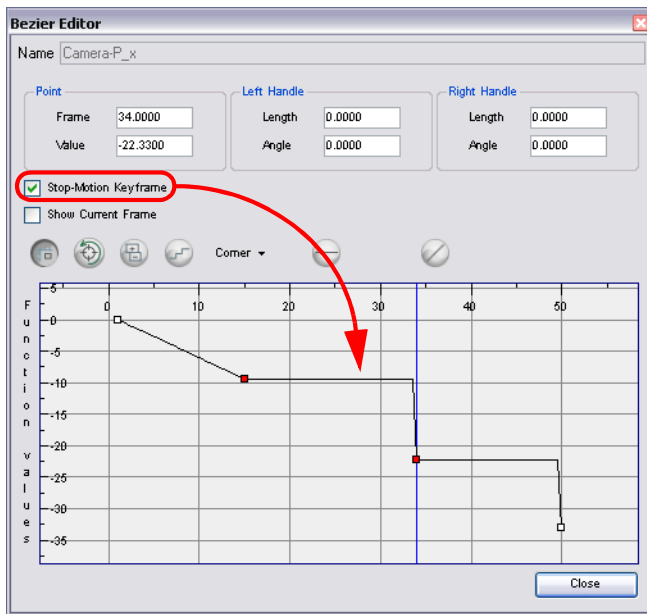 Bezier Editor
Name Camera-P_x
Point
Left Handle
Right Handle
Frame 34.0000
Length 0.0000
Length 0.0000
Value -22.3300
Angle 0.0000
Angle 0.0000
Stop-Motion Keyframe
Show Current Frame
Corner
Function values
5
0
-5
-10
-15
-20
-25
-30
-35
0 10 20 30 40 50
Close